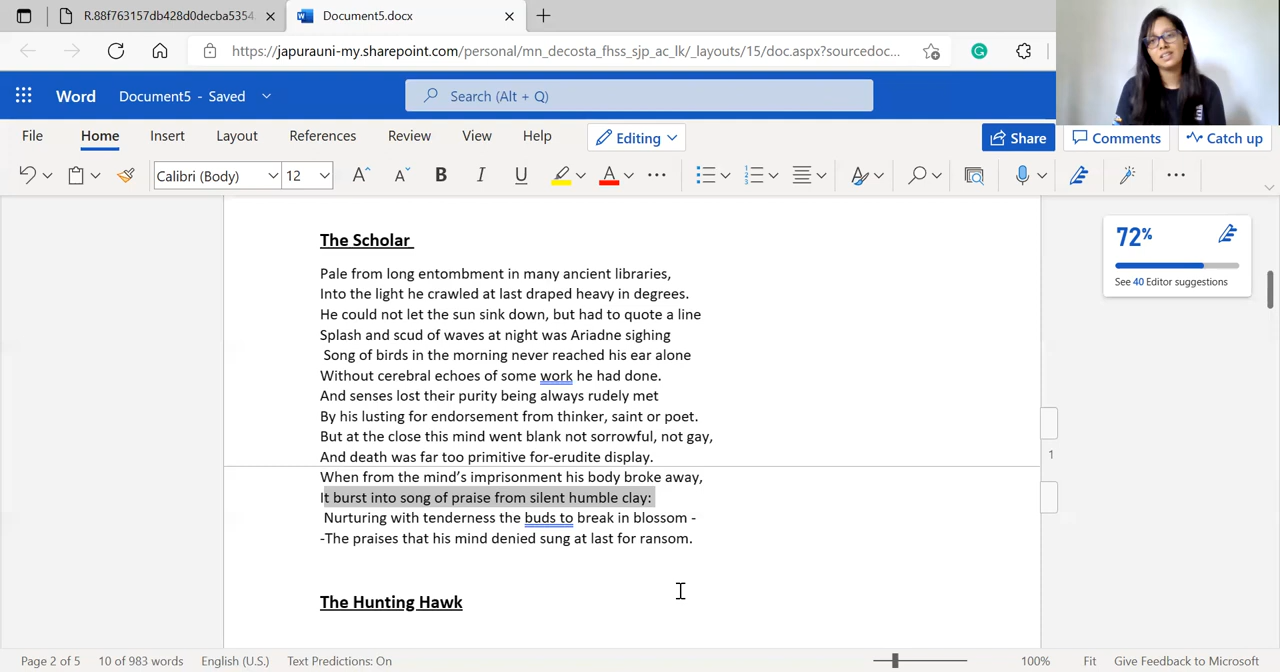 R.88f763157db428d0decba5354
Document5.docx
https://japurauni-my.sharepoint.com/personal/mn_decosta_fhss_sjp_ac_lk/_layouts/15/doc.aspx?sourcedoc...
Word
Document5 - Saved
Search (Alt + Q)
File
Home
Insert
Layout
References
Review
View
Help
Editing
Share
Comments
Catch up
Calibri (Body)
12
The Scholar
Pale from long entombment in many ancient libraries,
Into the light he crawled at last draped heavy in degrees.
He could not let the sun sink down, but had to quote a line
Splash and scud of waves at night was Ariadne sighing
Song of birds in the morning never reached his ear alone
Without cerebral echoes of some work he had done.
And senses lost their purity being always rudely met
By his lusting for endorsement from thinker, saint or poet.
But at the close this mind went blank not sorrowful, not gay,
And death was far too primitive for-erudite display.
When from the mind's imprisonment his body broke away,
It burst into song of praise from silent humble clay:
Nurturing with tenderness the buds to break in blossom -
-The praises that his mind denied sung at last for ransom.
The Hunting Hawk
72%
See 40 Editor suggestions
1
Page 2 of 5
10 of 983 words
English (U.S.)
Text Predictions: On
100%
Fit
Give Feedback to Microsoft